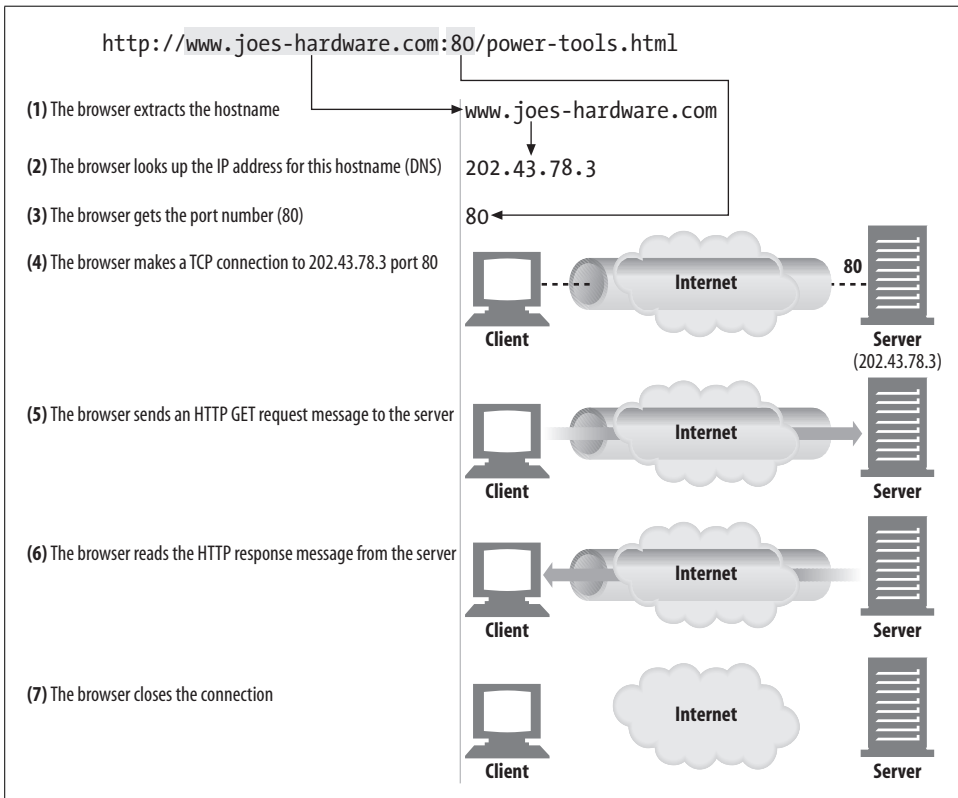 http://www.joes-hardware.com:80/power-tools.html
(1) The browser extracts the hostname
www.joes-hardware.com
(2) The browser looks up the IP address for this hostname (DNS)
202.43.78.3
(3) The browser gets the port number (80)
80
(4) The browser makes a TCP connection to 202.43.78.3 port 80
Internet
80
Client
Server
(202.43.78.3)
(5) The browser sends an HTTP GET request message to the server
Internet
Client
Server
(6) The browser reads the HTTP response message from the server
Internet
Client
Server
(7) The browser closes the connection
Internet
Client
Server